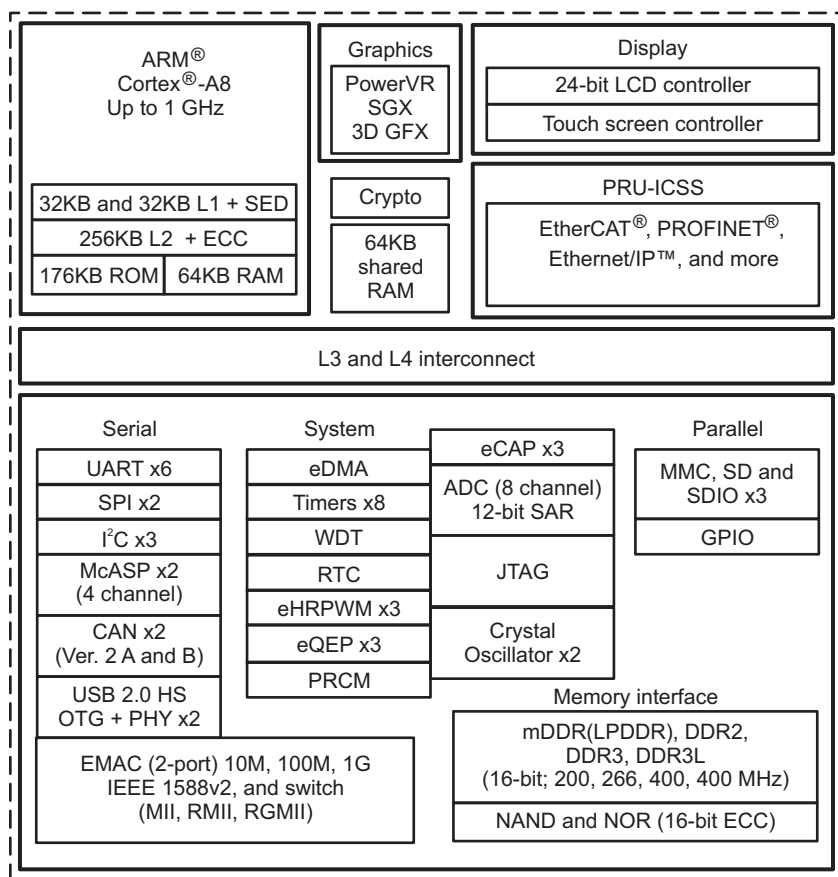 ARM®
Cortex®-A8
Up to 1 GHz
32KB and 32KB L1 + SED
256KB L2 + ECC
176KB ROM
64KB RAM
Graphics
PowerVR
SGX
3D GFX
Crypto
64KB
shared
RAM
Display
24-bit LCD controller
Touch screen controller
PRU-ICSS
EtherCAT®, PROFINET®,
Ethernet/IP™, and more
L3 and L4 interconnect
Serial
UART x6
SPI x2
I²C x3
McASP x2
(4 channel)
CAN x2
(Ver. 2 A and B)
USB 2.0 HS
OTG + PHY x2
EMAC (2-port) 10M, 100M, 1G
IEEE 1588v2, and switch
(MII, RMII, RGMII)
System
eDMA
Timers x8
WDT
RTC
eHRPWM x3
eQEP x3
PRCM
eCAP x3
ADC (8 channel)
12-bit SAR
JTAG
Crystal
Oscillator x2
Parallel
MMC, SD and
SDIO x3
GPIO
Memory interface
mDDR(LPDDR), DDR2,
DDR3, DDR3L
(16-bit; 200, 266, 400, 400 MHz)
NAND and NOR (16-bit ECC)